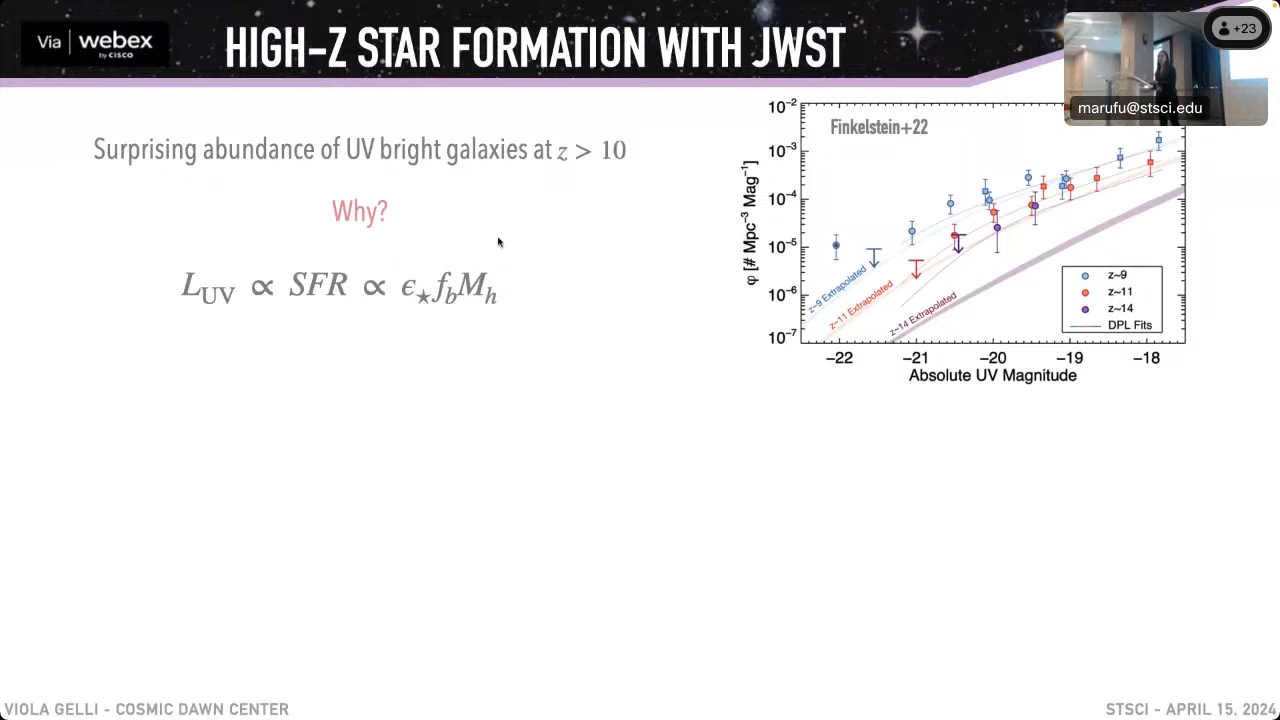 Via | webex
by CISCO
HIGH–Z STAR FORMATION WITH JWST
+23
marufu@stsci.edu
Surprising abundance of UV bright galaxies at z > 10
Why?
L_UV ∝ SFR ∝ ϵ⋆ f_b M_h
Finkelstein+22
10⁻²
10⁻³
10⁻⁴
10⁻⁵
10⁻⁶
10⁻⁷
φ [# Mpc⁻³ Mag⁻¹]
z~9 Extrapolated
z~11 Extrapolated
z~14 Extrapolated
z~9
z~11
z~14
DPL Fits
−22 −21 −20 −19 −18
Absolute UV Magnitude
VIOLA GELLI - COSMIC DAWN CENTER
STSCI - APRIL 15, 2024